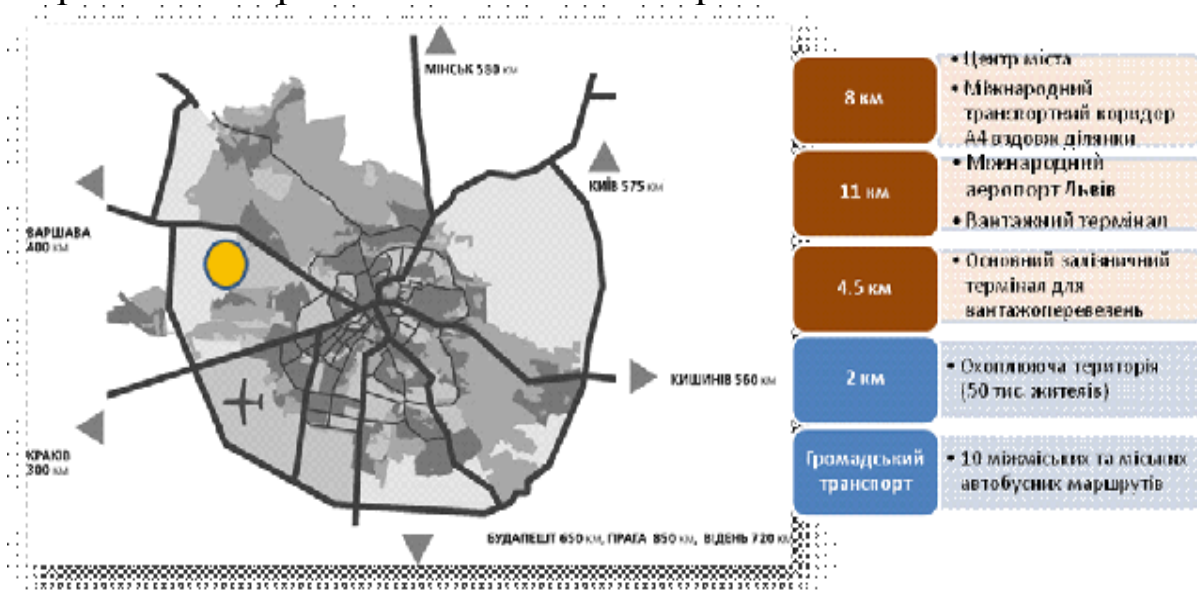 МІНСЬК 580 км
КИЇВ 575 км
ВАРШАВА
400 км
КИШИНІВ 560 км
КРАКІВ
300 км
БУДАПЕШТ 650 км, ПРАГА 850 км, ВІДЕНЬ 720 км
8 км
• Центр міста
• Міжнародний
транспортний коридор
А4 вздовж ділянки
11 км
• Міжнародний
аеропорт Львів
• Вантажний термінал
4.5 км
• Основний залізничний
термінал для
вантажоперевезень
2 км
• Охоплююча територія
(50 тис. жителів)
Громадський
транспорт
• 10 міжміських та міських
автобусних маршрутів